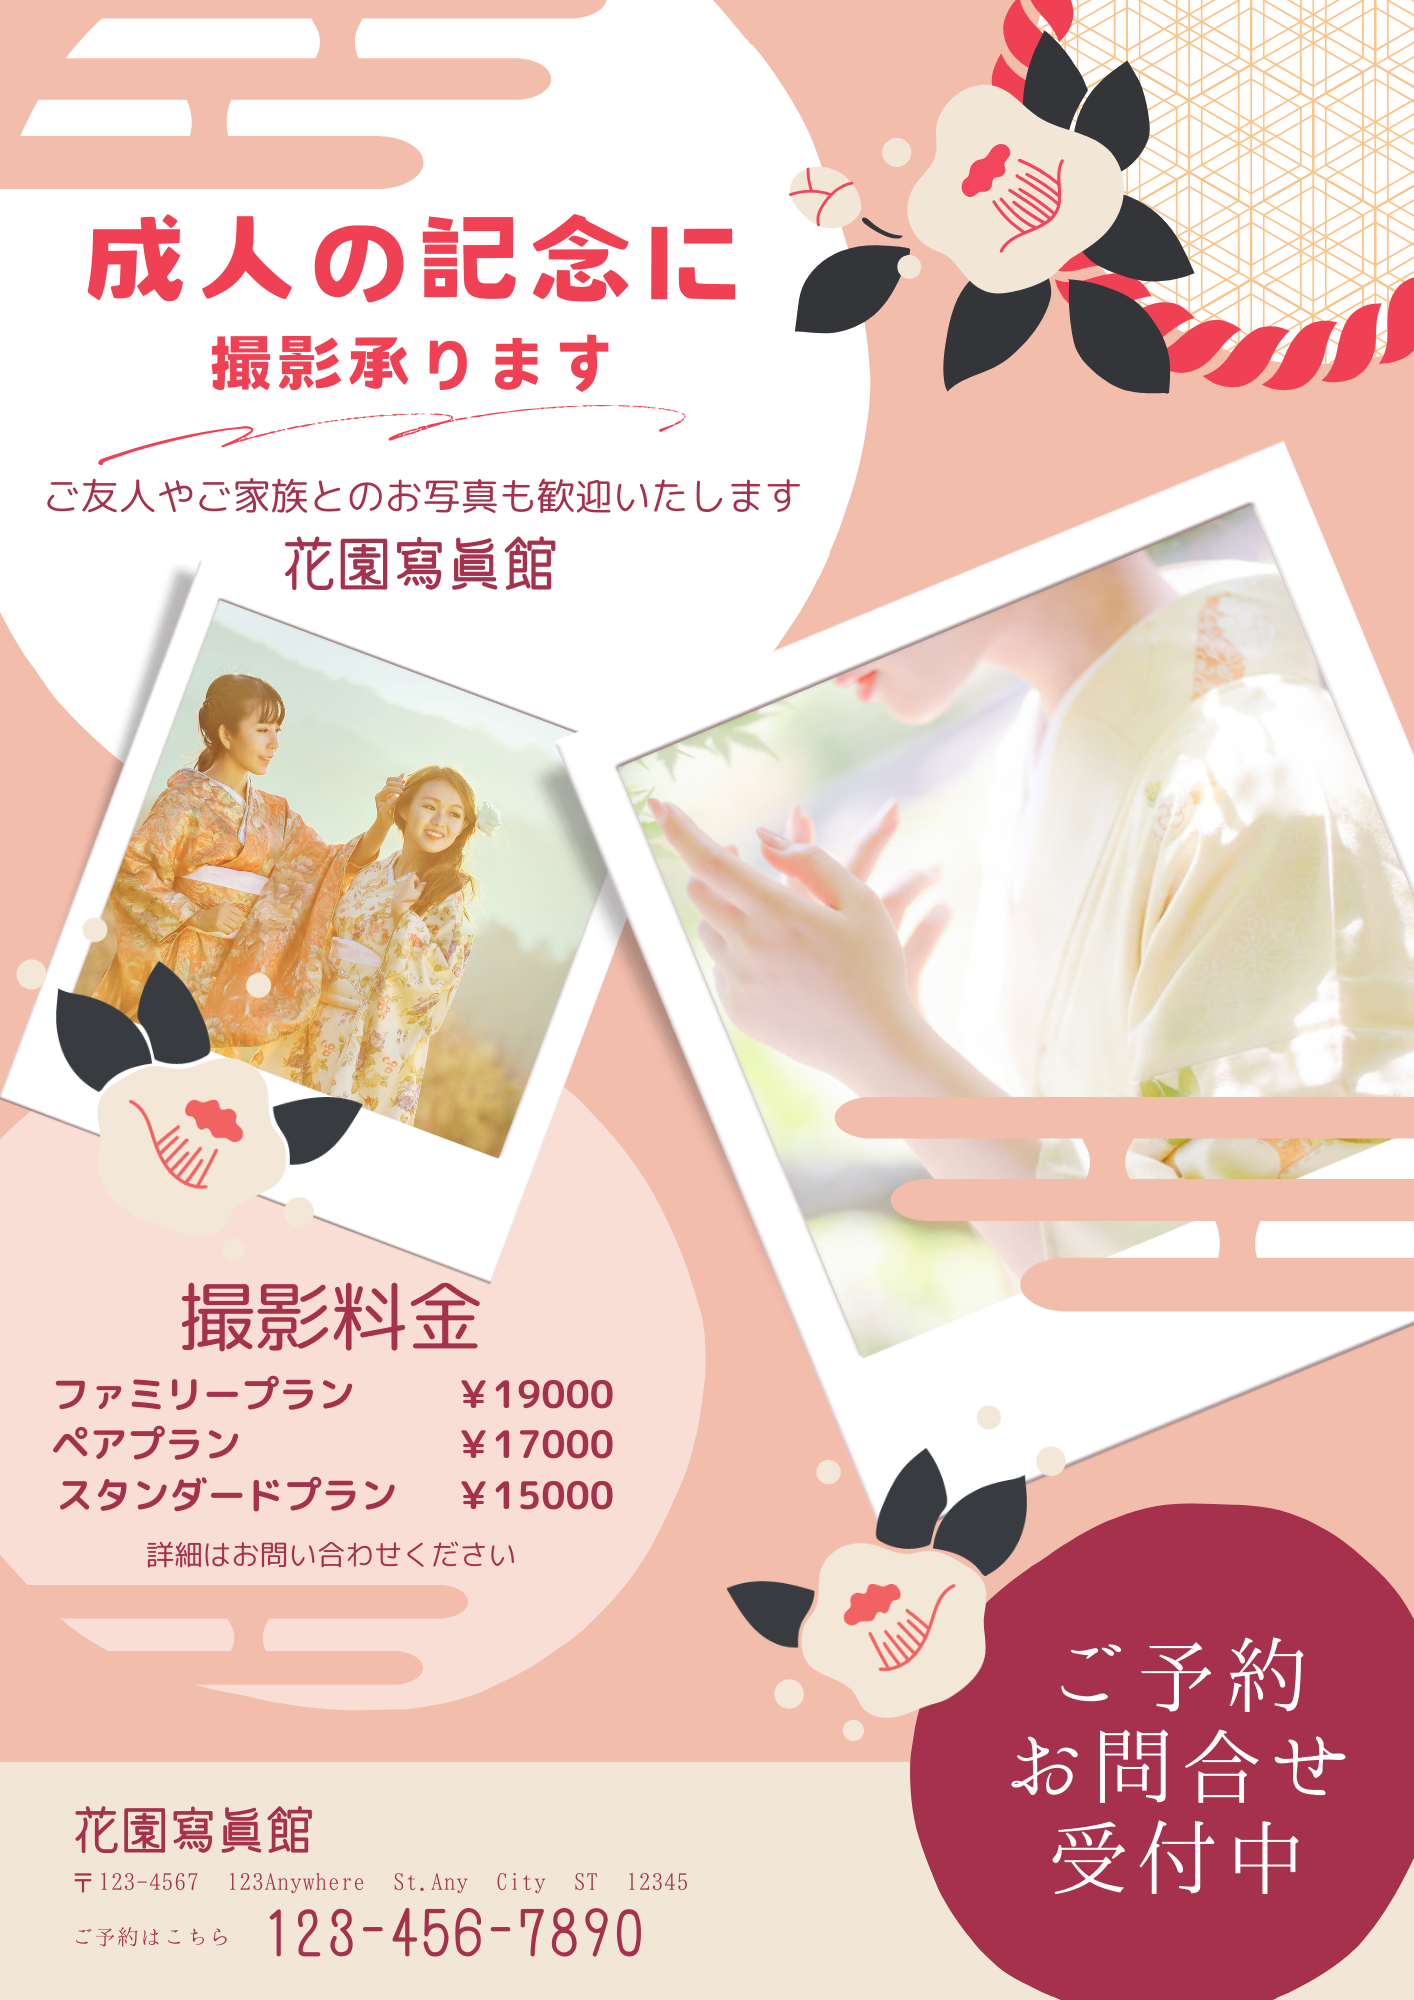 成人の記念に
撮影承ります
ご友人やご家族とのお写真も歓迎いたします
花園寫眞館
撮影料金
ファミリープラン ￥19000
ペアプラン ￥17000
スタンダードプラン ￥15000
詳細はお問い合わせください
ご予約
お問合せ
受付中
花園寫眞館
〒123-4567 123Anywhere St.Any City ST 12345
ご予約はこちら 123-456-7890